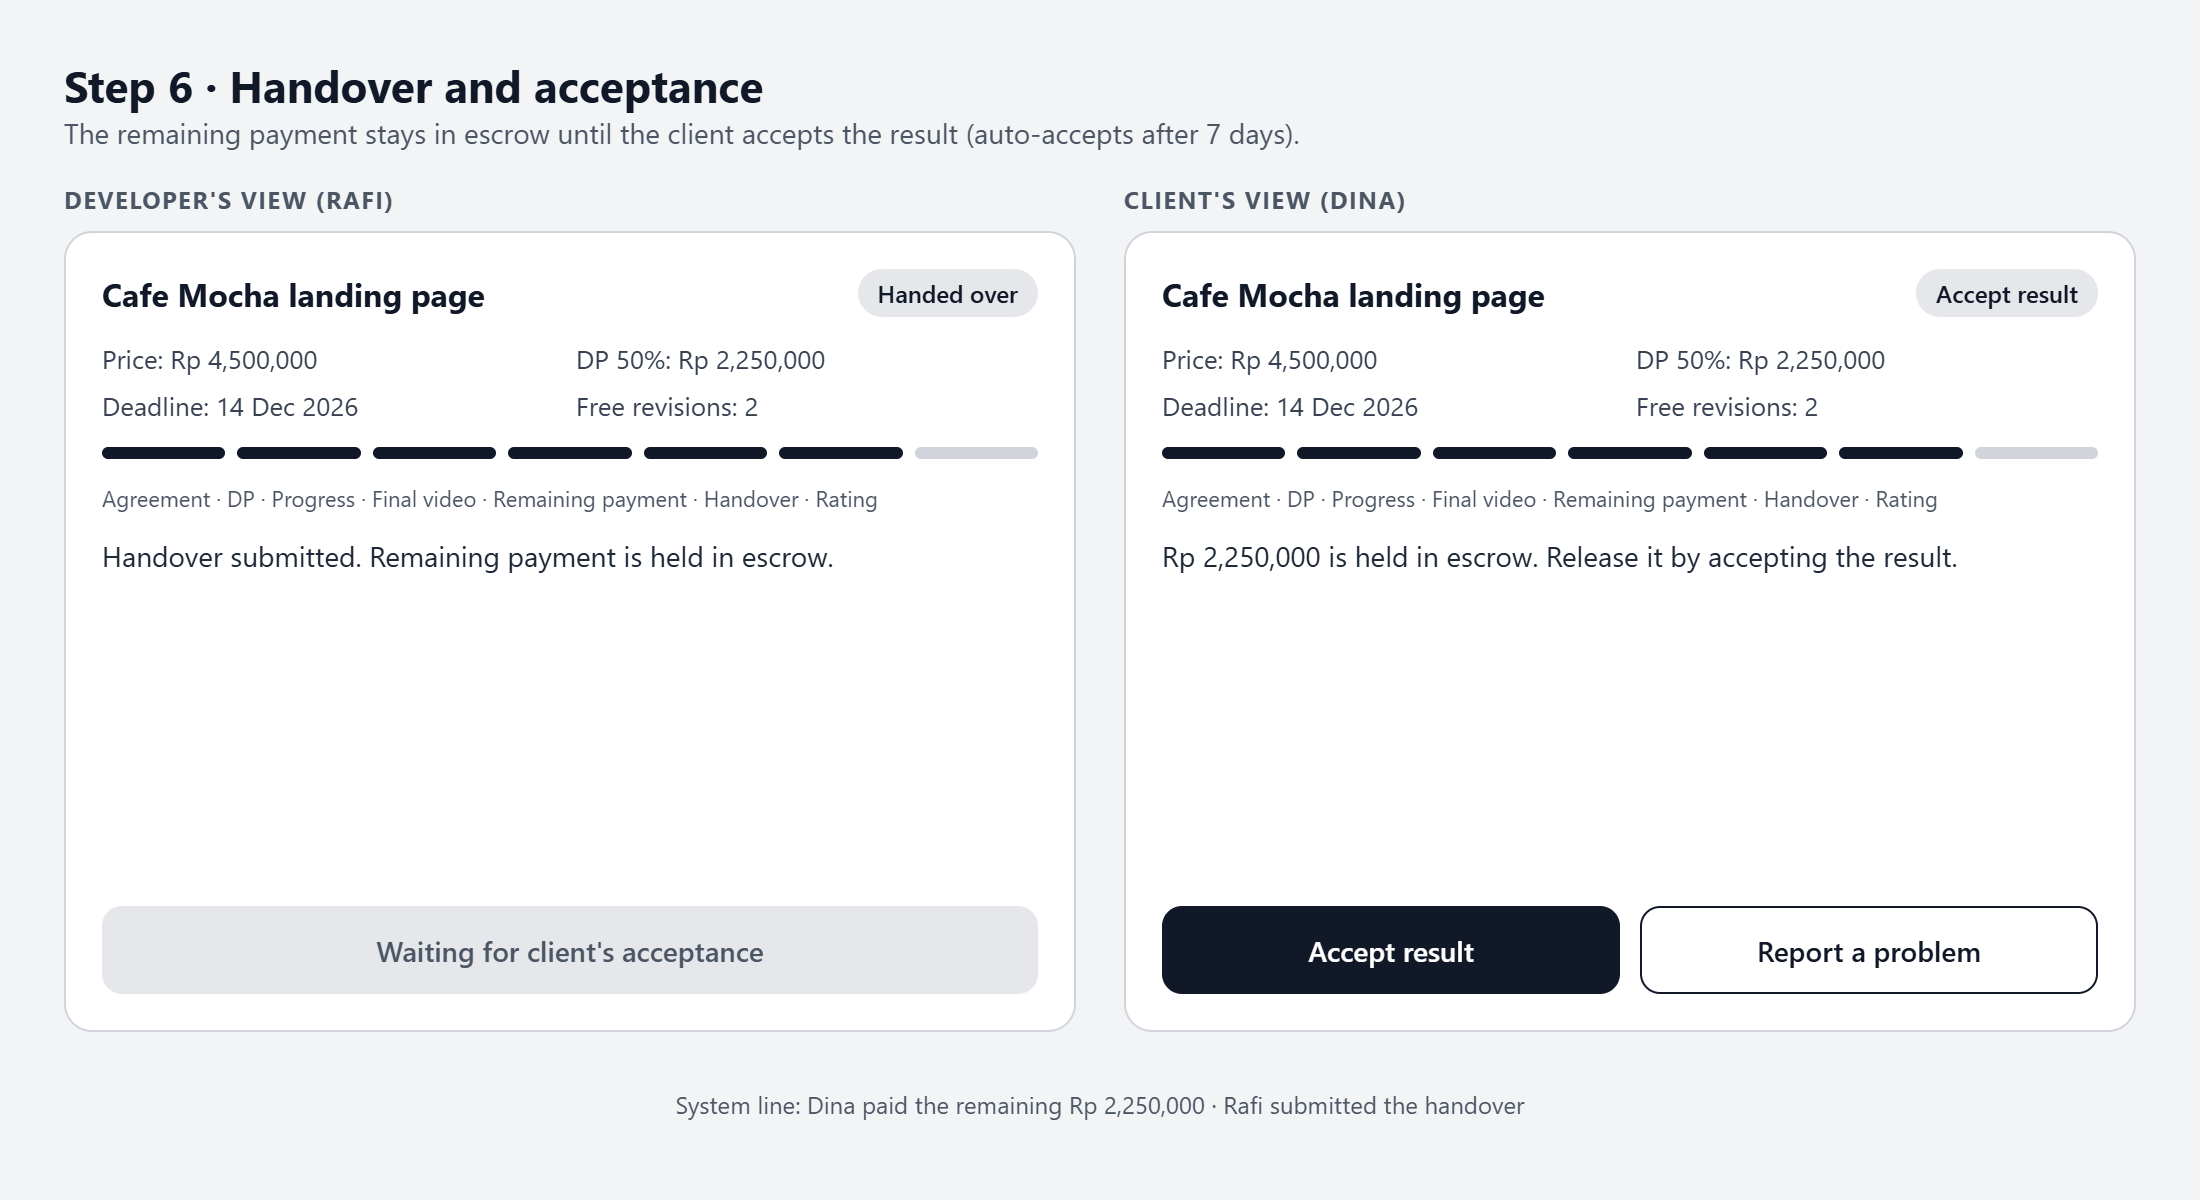 Step 6 · Handover and acceptance
The remaining payment stays in escrow until the client accepts the result (auto-accepts after 7 days).
DEVELOPER'S VIEW (RAFI)
Cafe Mocha landing page
Handed over
Price: Rp 4,500,000
DP 50%: Rp 2,250,000
Deadline: 14 Dec 2026
Free revisions: 2
Agreement · DP · Progress · Final video · Remaining payment · Handover · Rating
Handover submitted. Remaining payment is held in escrow.
Waiting for client's acceptance
CLIENT'S VIEW (DINA)
Cafe Mocha landing page
Accept result
Price: Rp 4,500,000
DP 50%: Rp 2,250,000
Deadline: 14 Dec 2026
Free revisions: 2
Agreement · DP · Progress · Final video · Remaining payment · Handover · Rating
Rp 2,250,000 is held in escrow. Release it by accepting the result.
Accept result
Report a problem
System line: Dina paid the remaining Rp 2,250,000 · Rafi submitted the handover